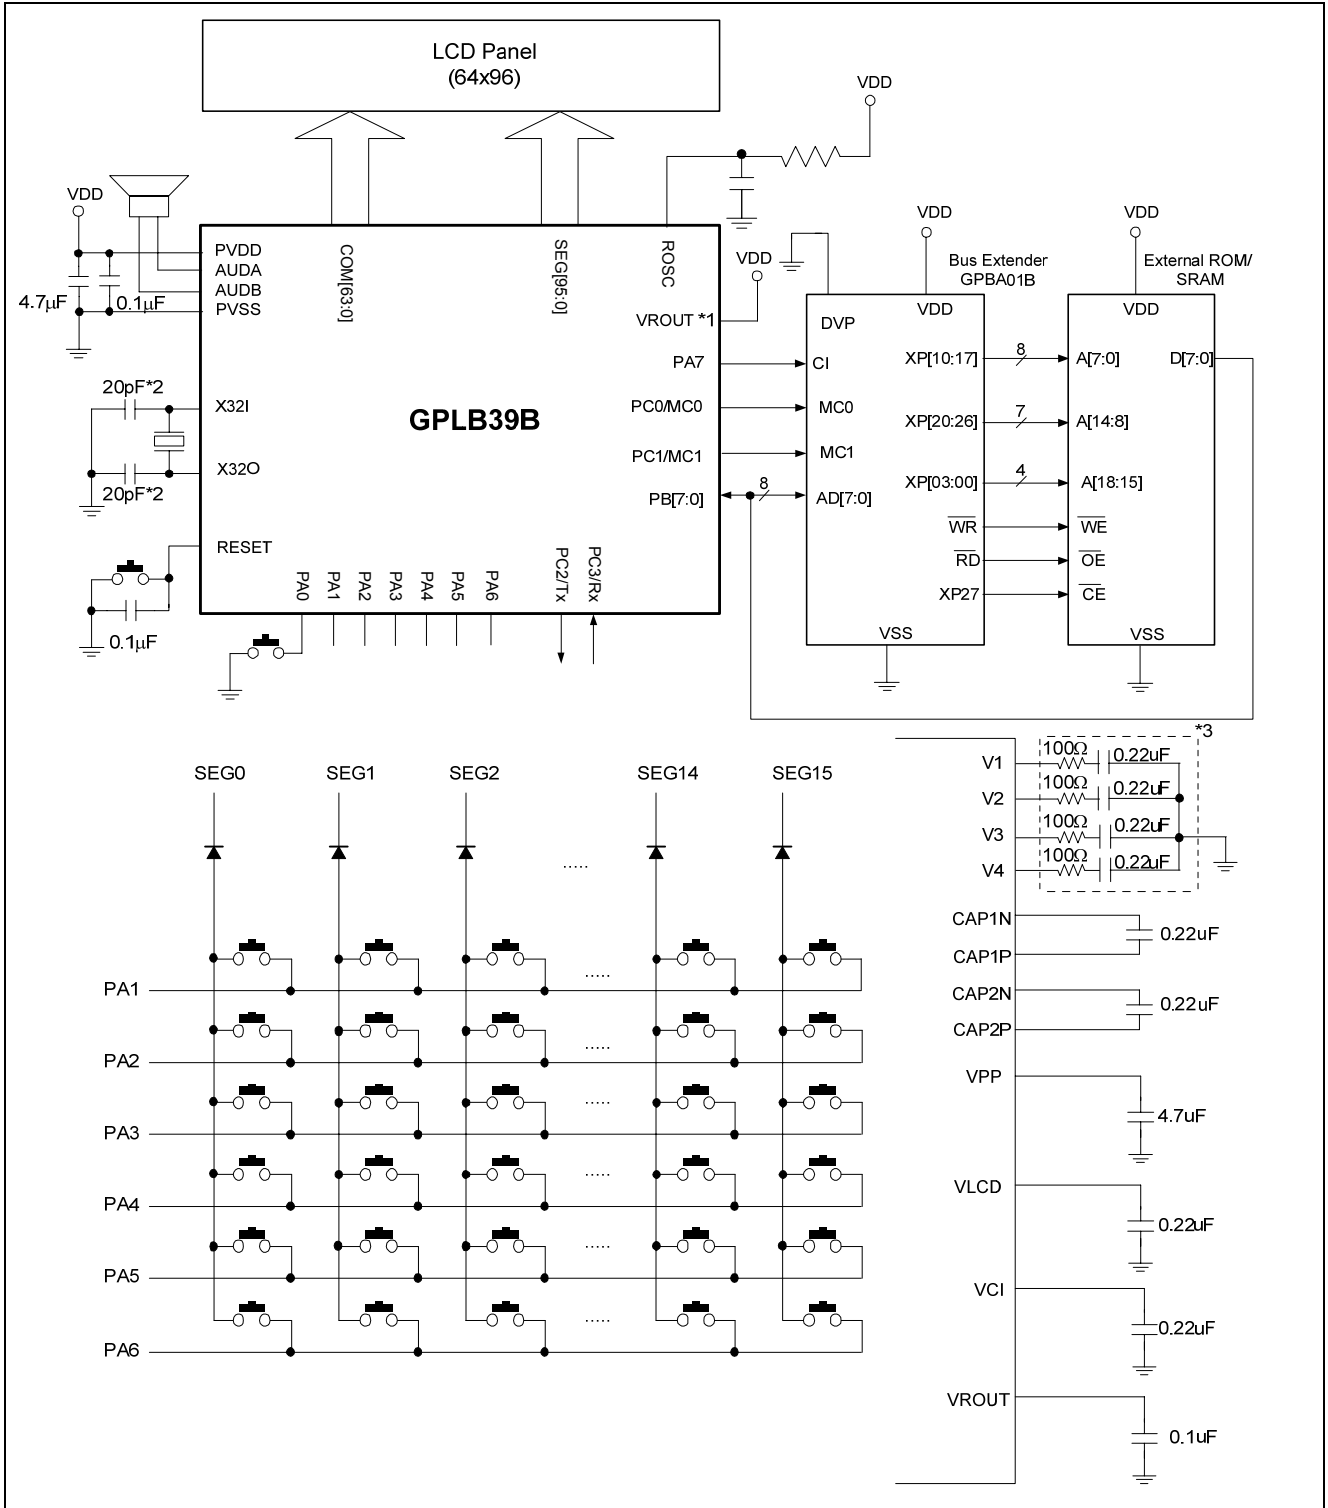 LCD Panel
(64x96)
VDD
VDD
4.7μF
0.1μF
PVDD
AUDA
AUDB
PVSS
COM[63:0]
SEG[95:0]
ROSC
VDD
VROUT *1
PA7
PC0/MC0
PC1/MC1
PB[7:0]
8
GPLB39B
20pF*2
X32I
X32O
20pF*2
RESET
0.1μF
PA0
PA1
PA2
PA3
PA4
PA5
PA6
PC2/Tx
PC3/Rx
VDD
Bus Extender
GPBA01B
VDD
DVP
CI
MC0
MC1
AD[7:0]
XP[10:17]
XP[20:26]
XP[03:00]
WR
RD
XP27
VSS
8
7
4
VDD
External ROM/
SRAM
VDD
A[7:0]
D[7:0]
A[14:8]
A[18:15]
WE
OE
CE
VSS
SEG0
SEG1
SEG2
SEG14
SEG15
.....
PA1
.....
PA2
.....
PA3
.....
PA4
.....
PA5
.....
PA6
.....
*3
V1
100Ω
0.22uF
V2
100Ω
0.22uF
V3
100Ω
0.22uF
V4
100Ω
0.22uF
CAP1N
0.22uF
CAP1P
CAP2N
0.22uF
CAP2P
VPP
4.7uF
VLCD
0.22uF
VCI
0.22uF
VROUT
0.1uF